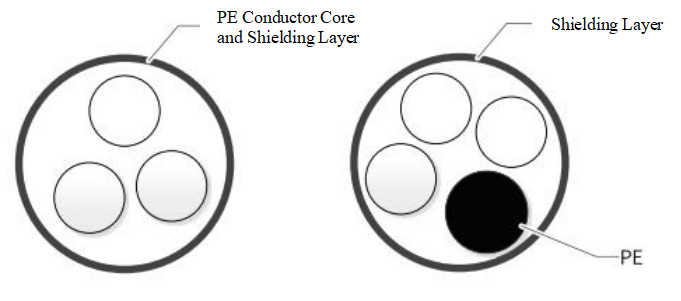 PE Conductor Core
and Shielding Layer
Shielding Layer
PE